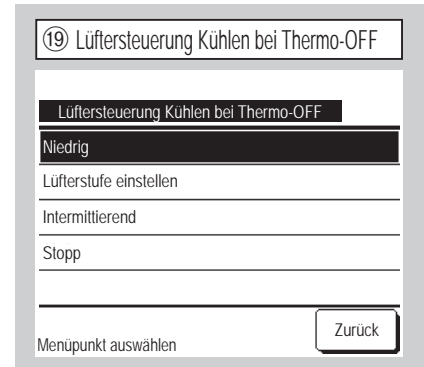 ⑲ Lüftersteuerung Kühlen bei Thermo-OFF
Lüftersteuerung Kühlen bei Thermo-OFF
Niedrig
Lüfterstufe einstellen
Intermittierend
Stopp
Menüpunkt auswählen
Zurück